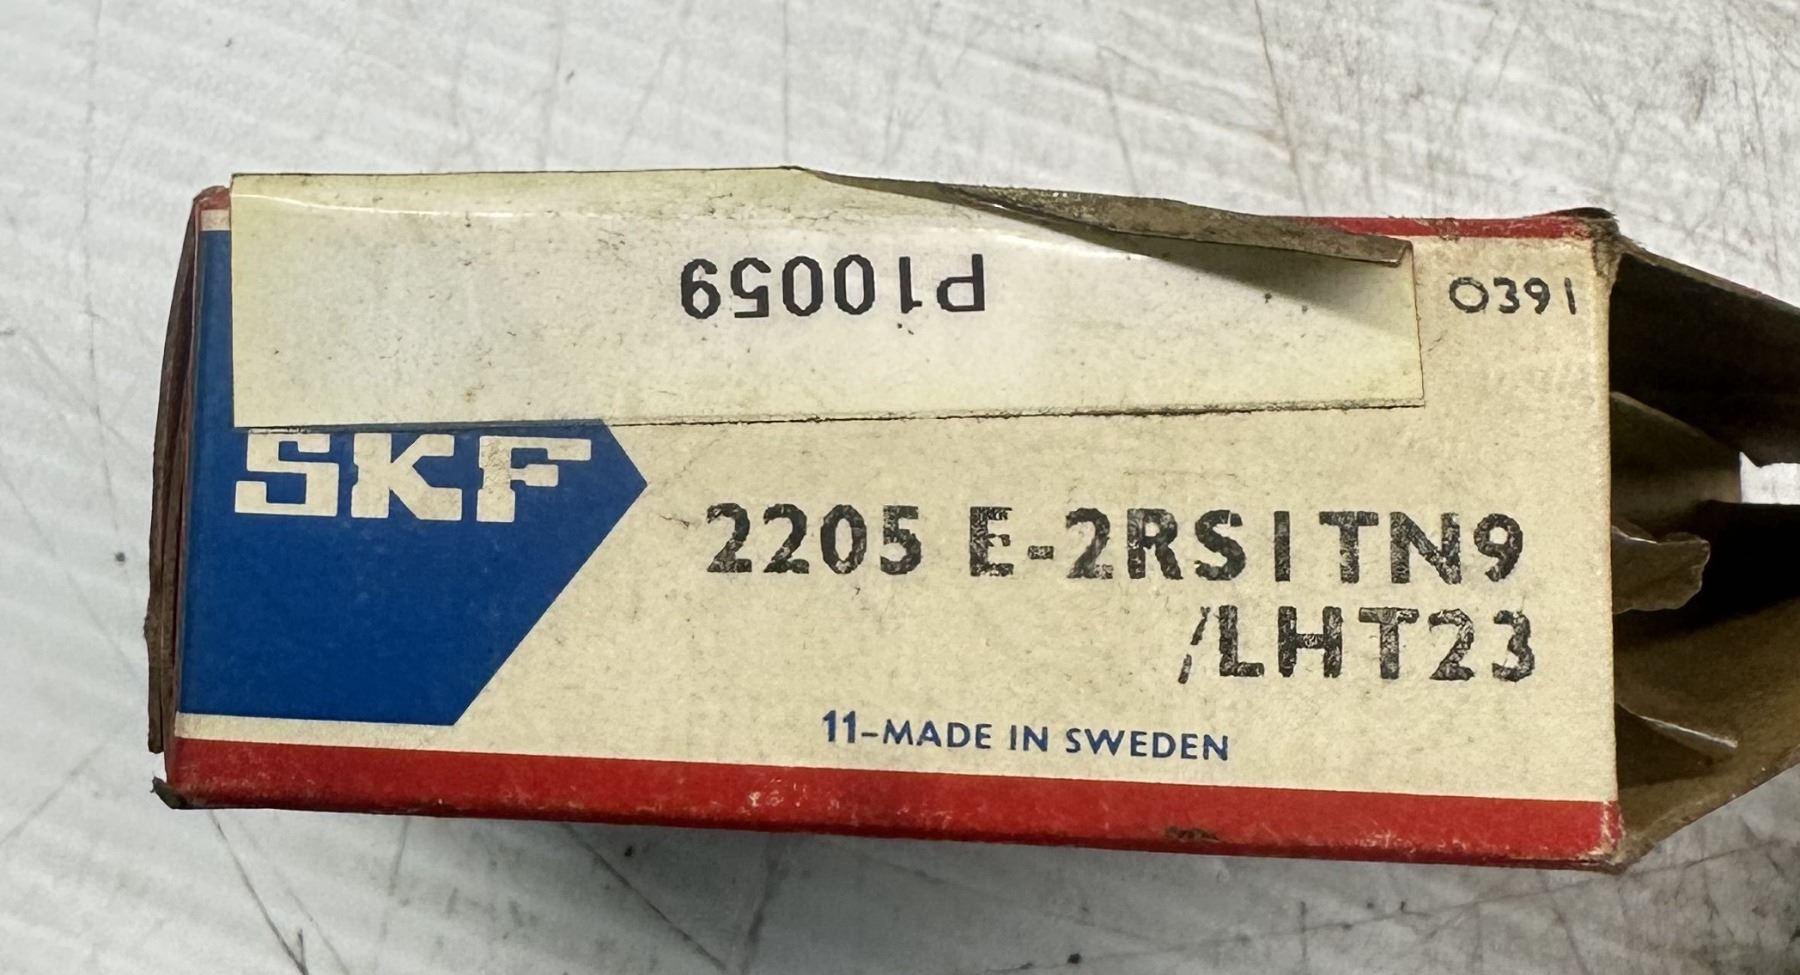 P10059
0391
SKF
2205 E-2RS1TN9
/LHT23
11-MADE IN SWEDEN